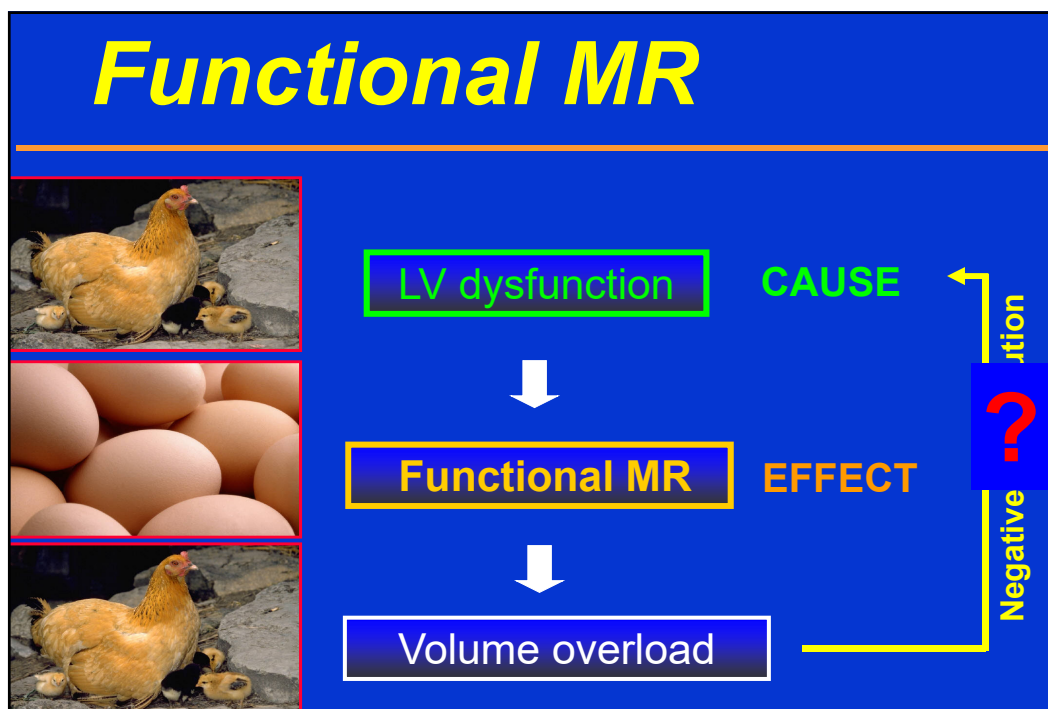 Functional MR
LV dysfunction
CAUSE
Functional MR
EFFECT
Volume overload
Negative
?